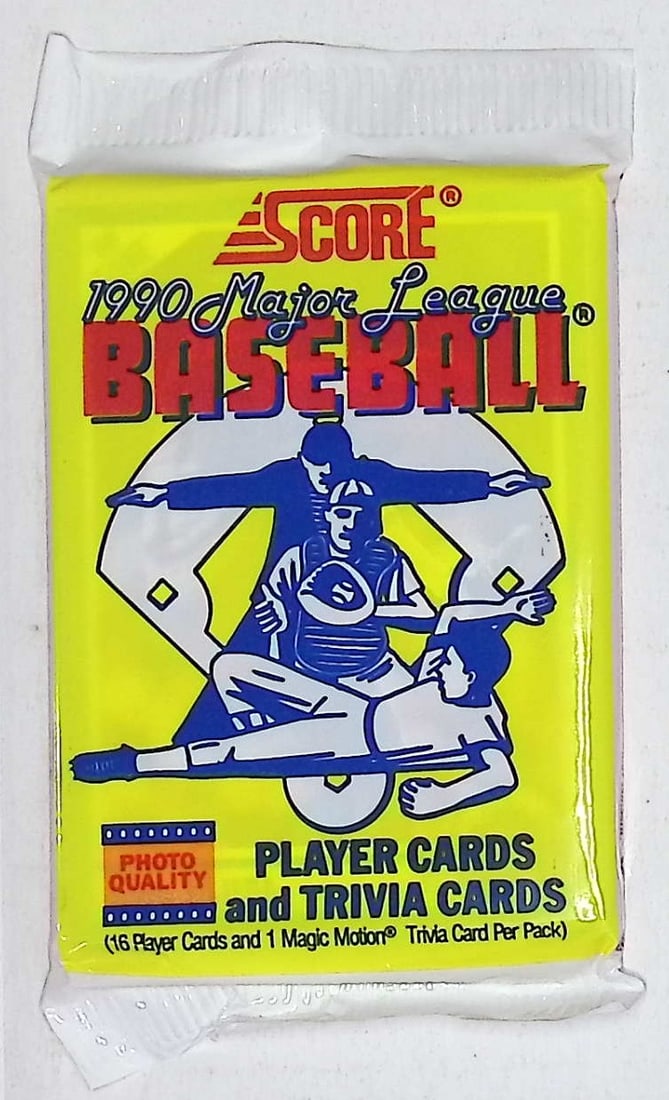 SCORE®
1990 Major League
BASEBALL®
PHOTO
QUALITY
PLAYER CARDS
and TRIVIA CARDS
(16 Player Cards and 1 Magic Motion® Trivia Card Per Pack)